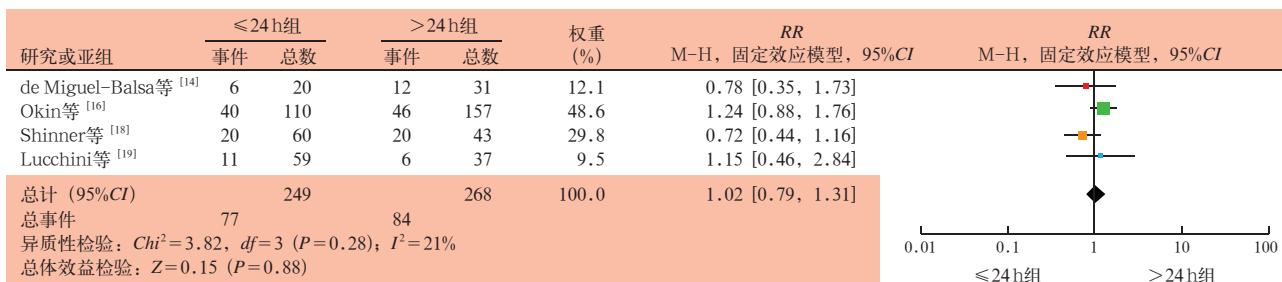 ≤24 h组 >24 h组 权重 RR RR
研究或亚组 事件 总数 事件 总数 (%) M-H, 固定效应模型, 95%CI M-H, 固定效应模型, 95%CI
de Miguel-Balsa等 [14] 6 20 12 31 12.1 0.78 [0.35, 1.73]
Okin等 [16] 40 110 46 157 48.6 1.24 [0.88, 1.76]
Shinner等 [18] 20 60 20 43 29.8 0.72 [0.44, 1.16]
Lucchini等 [19] 11 59 6 37 9.5 1.15 [0.46, 2.84]
总计 (95%CI) 249 268 100.0 1.02 [0.79, 1.31]
总事件 77 84
异质性检验: Chi²=3.82, df=3 (P=0.28); I²=21%
总体效益检验: Z=0.15 (P=0.88)
0.01 0.1 1 10 100
≤24 h组 >24 h组